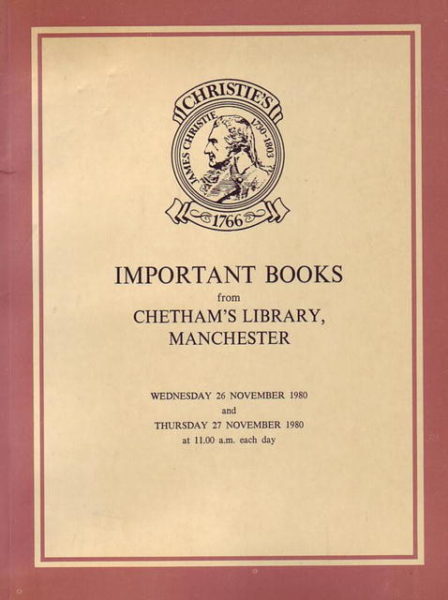 CHRISTIE'S
JAMES CHRISTIE 1730-1803
1766
IMPORTANT BOOKS
from
CHETHAM'S LIBRARY,
MANCHESTER
WEDNESDAY 26 NOVEMBER 1980
and
THURSDAY 27 NOVEMBER 1980
at 11.00 a.m. each day